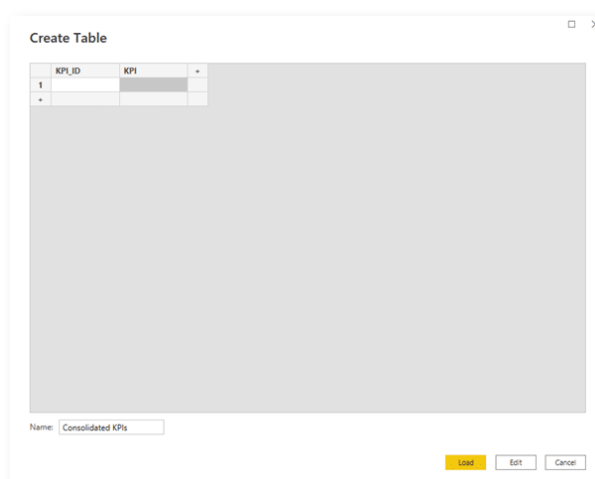 Create Table
KPI_ID KPI +
1
+
Name: Consolidated KPIs
Load Edit Cancel